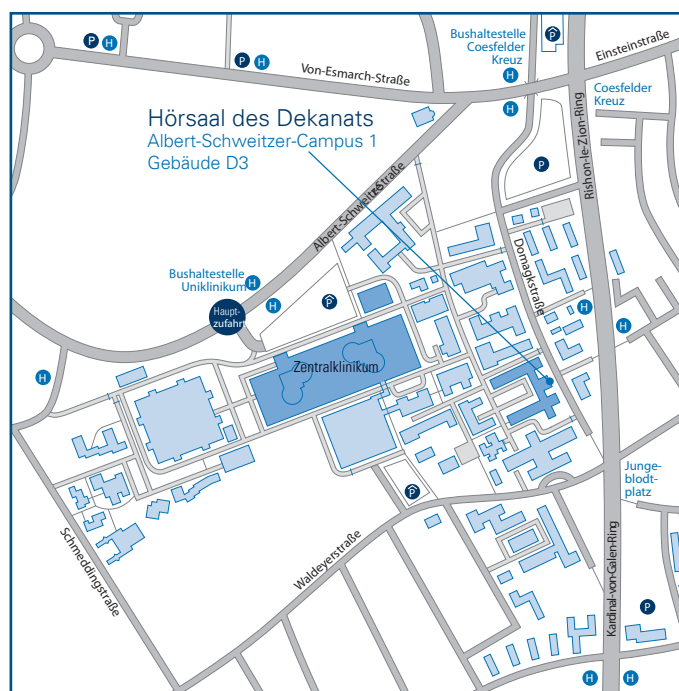 P
H
P
H
Von-Esmarch-Straße
Bushaltestelle
Coesfelder
Kreuz
P
H
H
Einsteinstraße
Coesfelder
Kreuz
Rishon-le-Zion-Ring
Hörsaal des Dekanats
Albert-Schweitzer-Campus 1
Gebäude D3
P
Albert-Schweitzer-Straße
Domagkstraße
Bushaltestelle
Uniklinikum
H
H
P
Haupt-
zufahrt
H
H
H
Zentralklinikum
Jungeblodt-
platz
P
Waldeyerstraße
Schmeddingstraße
Kardinal-von-Galen-Ring
P
H
H